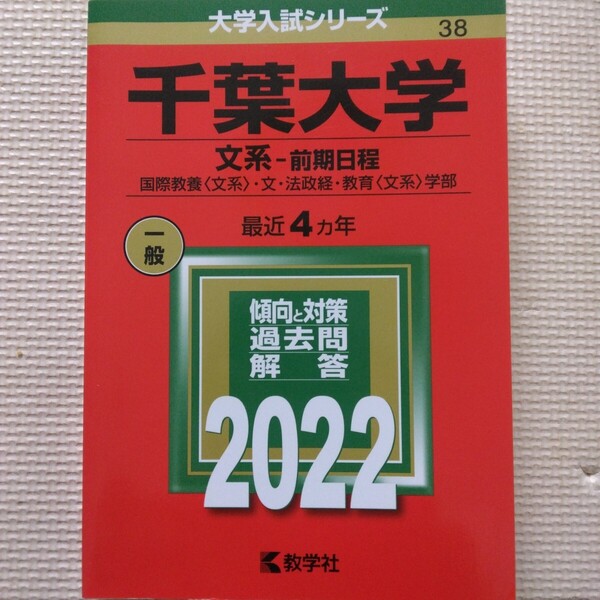 大学入試シリーズ
38
千葉大学
文系-前期日程
国際教養〈文系〉・文・法政経・教育〈文系〉学部
最近4ヵ年
一般
傾向と対策
過去問
解答
2022
教学社